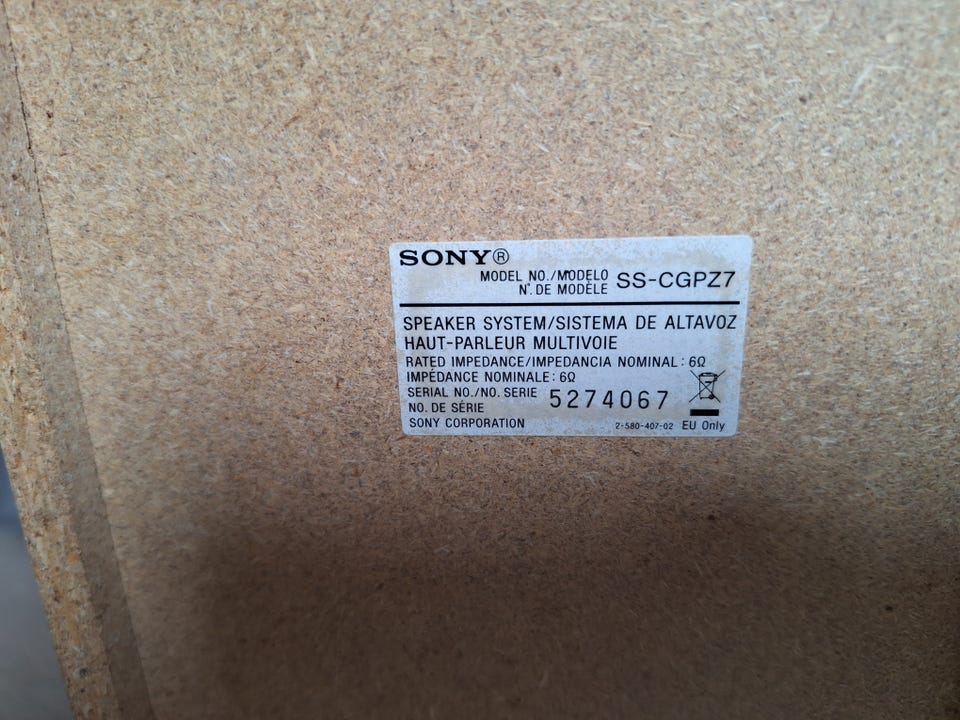 SONY®
MODEL NO./MODELO
N°. DE MODÈLE SS-CGPZ7
SPEAKER SYSTEM/SISTEMA DE ALTAVOZ
HAUT-PARLEUR MULTIVOIE
RATED IMPEDANCE/IMPEDANCIA NOMINAL : 6Ω
IMPÉDANCE NOMINALE : 6Ω
SERIAL NO./NO. SERIE
NO. DE SÉRIE 5274067
SONY CORPORATION 2-580-407-02 EU Only